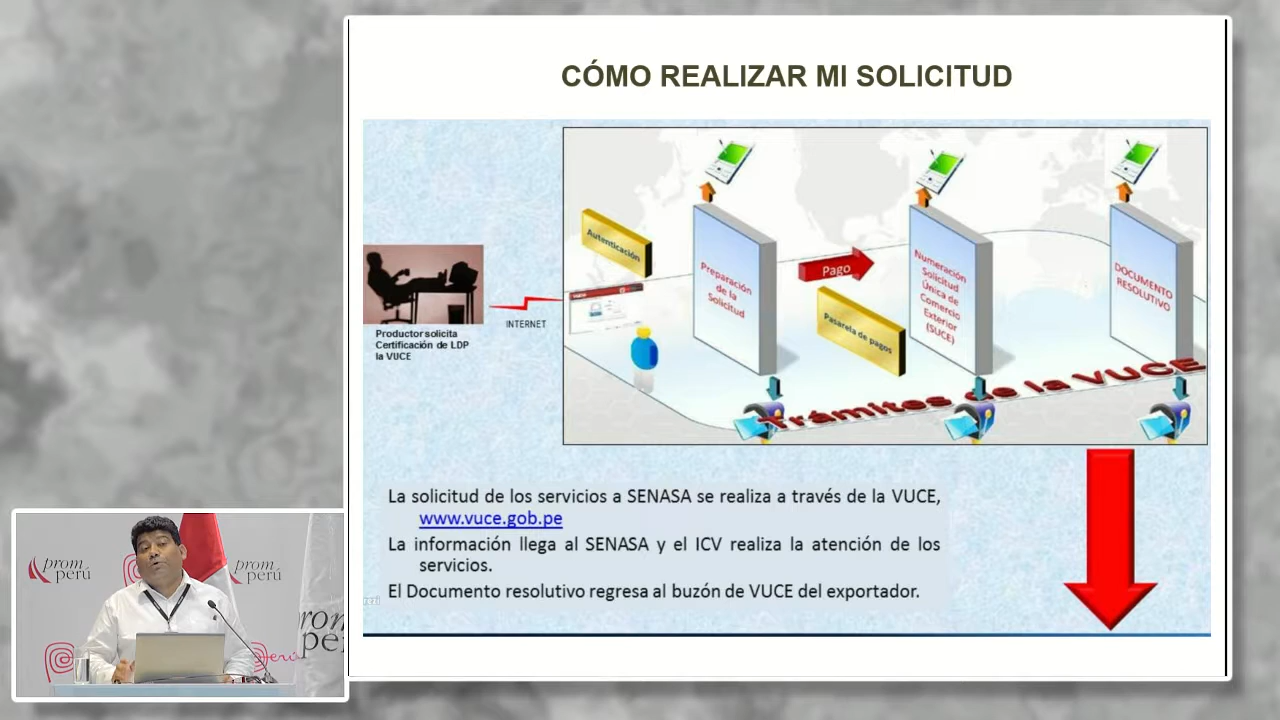 CÓMO REALIZAR MI SOLICITUD
Autenticación
Preparación
de la
Solicitud
Pago
Pasarela de pagos
Numeración
Solicitud
Única de
Comercio
Exterior
(SUCE)
DOCUMENTO
RESOLUTIVO
INTERNET
Productor solicita
Certificación de LDP
la VUCE
Trámites de la VUCE
La solicitud de los servicios a SENASA se realiza a través de la VUCE,
www.vuce.gob.pe
La información llega al SENASA y el ICV realiza la atención de los
servicios.
El Documento resolutivo regresa al buzón de VUCE del exportador.
prom
perú
prom
perú